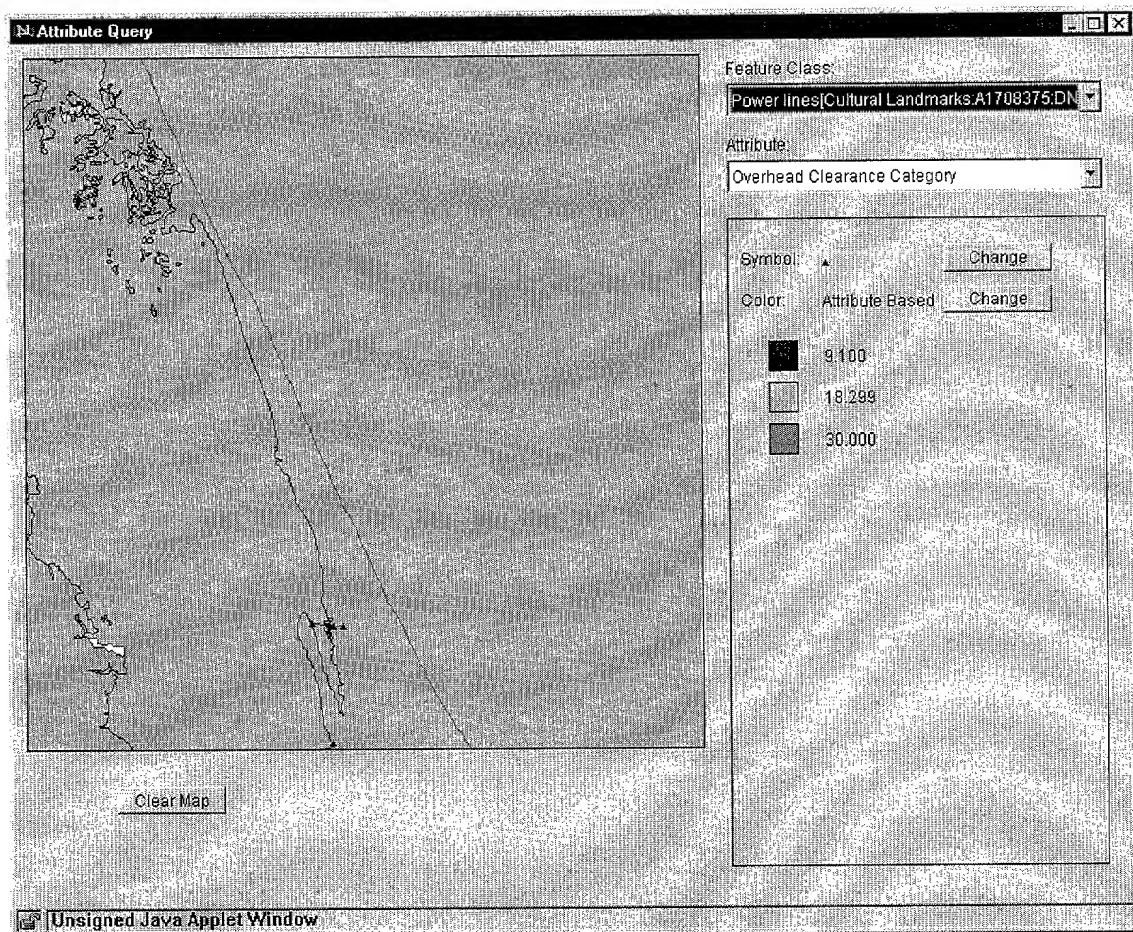 Attribute Query
Feature Class:
Power lines[Cultural Landmarks:A1708375:DN
Attribute:
Overhead Clearance Category
Symbol:
Change
Color:
Attribute Based
Change
9.100
18.299
30.000
Clear Map
Unsigned Java Applet Window